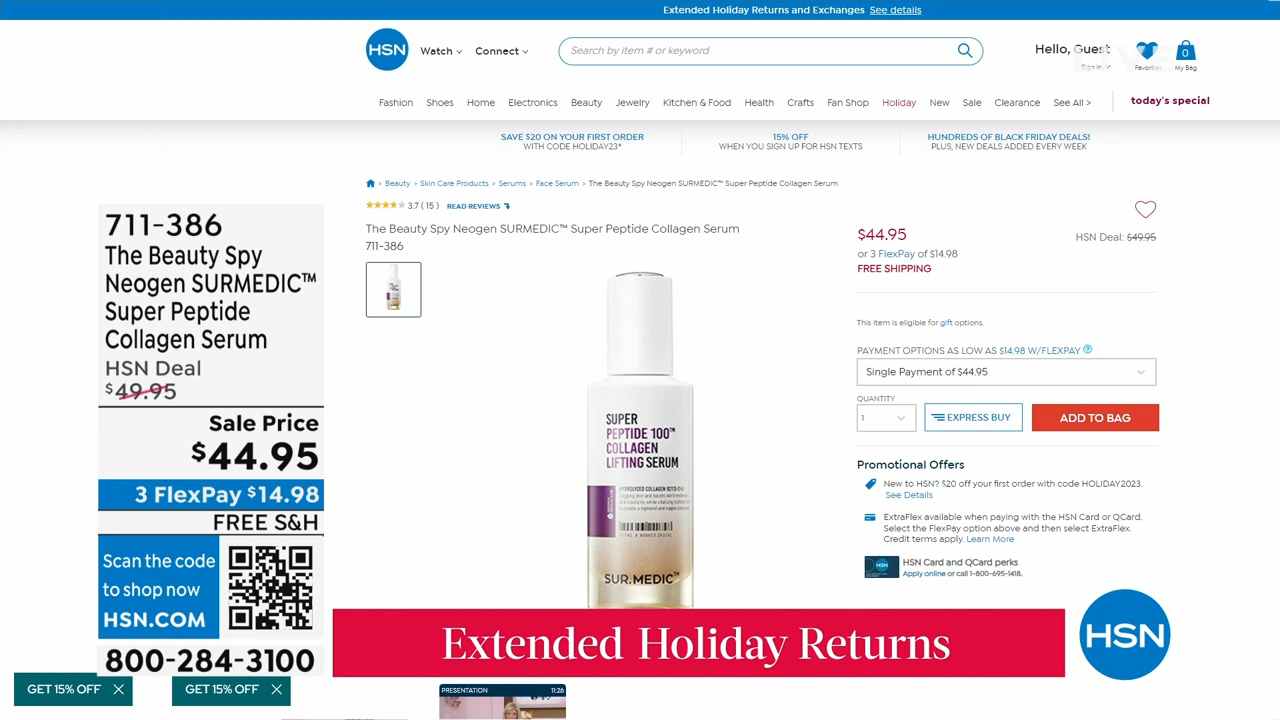 Extended Holiday Returns and Exchanges See details
HSN
Watch
Connect
Search by item # or keyword
Hello, Guest
Sign In
Favorites
0
My Bag
LIVE
Fashion Shoes Home Electronics Beauty Jewelry Kitchen & Food Health Crafts Fan Shop Holiday New Sale Clearance See All > today's special
SAVE $20 ON YOUR FIRST ORDER
WITH CODE HOLIDAY23*
15% OFF
WHEN YOU SIGN UP FOR HSN TEXTS
HUNDREDS OF BLACK FRIDAY DEALS!
PLUS, NEW DEALS ADDED EVERY WEEK
> Beauty > Skin Care Products > Serums > Face Serum > The Beauty Spy Neogen SURMEDIC™ Super Peptide Collagen Serum
3.7 ( 15 ) READ REVIEWS
The Beauty Spy Neogen SURMEDIC™ Super Peptide Collagen Serum
711-386
711-386
The Beauty Spy
Neogen SURMEDIC™
Super Peptide
Collagen Serum
HSN Deal
$49.95
Sale Price
$44.95
3 FlexPay $14.98
FREE S&H
Scan the code
to shop now
HSN.COM
800-284-3100
SUPER
PEPTIDE 100™
COLLAGEN
LIFTING SERUM
SUR.MEDIC™
$44.95
HSN Deal: $49.95
or 3 FlexPay of $14.98
FREE SHIPPING
This item is eligible for gift options.
PAYMENT OPTIONS AS LOW AS $14.98 W/FLEXPAY ?
Single Payment of $44.95
QUANTITY
1
EXPRESS BUY
ADD TO BAG
Promotional Offers
New to HSN? $20 off your first order with code HOLIDAY2023.
See Details
ExtraFlex available when paying with the HSN Card or QCard.
Select the FlexPay option above and then select ExtraFlex.
Credit terms apply. Learn More
HSN
HSN Card and QCard perks
Apply online or call 1-800-695-1418.
Extended Holiday Returns
HSN
GET 15% OFF
GET 15% OFF
PRESENTATION 11:26